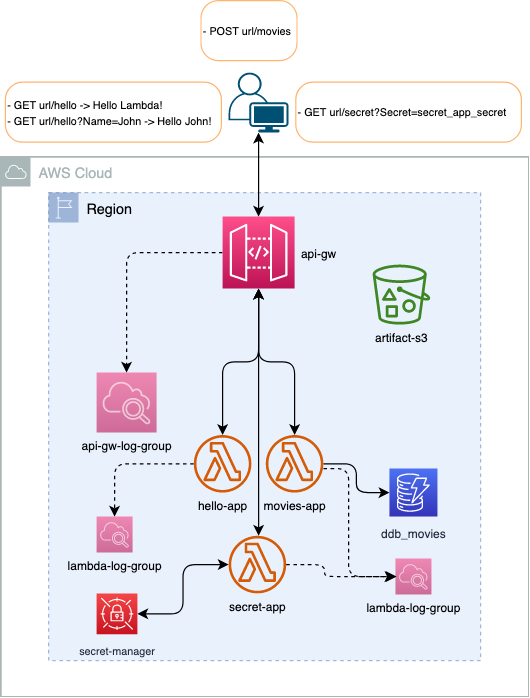 - POST url/movies
- GET url/hello -> Hello Lambda!
- GET url/hello?Name=John -> Hello John!
- GET url/secret?Secret=secret_app_secret
AWS Cloud
Region
</>
api-gw
artifact-s3
api-gw-log-group
hello-app
movies-app
ddb_movies
lambda-log-group
secret-app
lambda-log-group
secret-manager